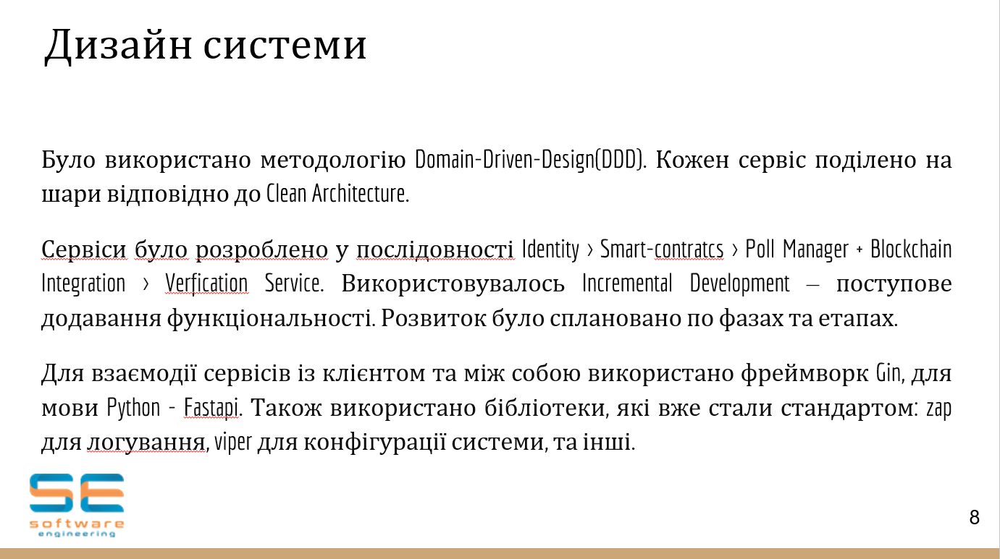 Дизайн системи
Було використано методологію Domain-Driven-Design(DDD). Кожен сервіс поділено на
шари відповідно до Clean Architecture.
Сервіси було розроблено у послідовності Identity › Smart-contratcs › Poll Manager + Blockchain
Integration › Verfication Service. Використовувалось Incremental Development – поступове
додавання функціональності. Розвиток було сплановано по фазах та етапах.
Для взаємодії сервісів із клієнтом та між собою використано фреймворк Gin, для
мови Python - Fastapi. Також використано бібліотеки, які вже стали стандартом: zap
для логування, viper для конфігурації системи, та інші.
SE
software
engineering
8